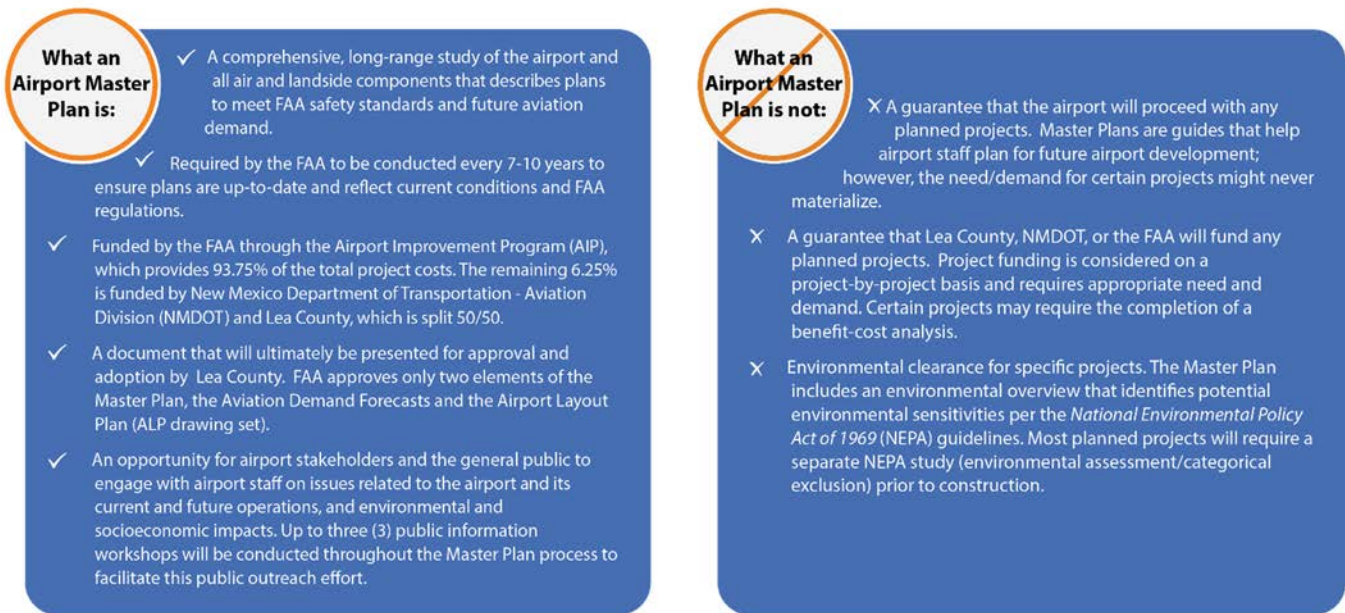 What an
Airport Master
Plan is:
✓ A comprehensive, long-range study of the airport and
all air and landside components that describes plans
to meet FAA safety standards and future aviation
demand.
✓ Required by the FAA to be conducted every 7-10 years to
ensure plans are up-to-date and reflect current conditions and FAA
regulations.
✓ Funded by the FAA through the Airport Improvement Program (AIP),
which provides 93.75% of the total project costs. The remaining 6.25%
is funded by New Mexico Department of Transportation - Aviation
Division (NMDOT) and Lea County, which is split 50/50.
✓ A document that will ultimately be presented for approval and
adoption by Lea County. FAA approves only two elements of the
Master Plan, the Aviation Demand Forecasts and the Airport Layout
Plan (ALP drawing set).
✓ An opportunity for airport stakeholders and the general public to
engage with airport staff on issues related to the airport and its
current and future operations, and environmental and
socioeconomic impacts. Up to three (3) public information
workshops will be conducted throughout the Master Plan process to
facilitate this public outreach effort.
What an
Airport Master
Plan is not:
X A guarantee that the airport will proceed with any
planned projects. Master Plans are guides that help
airport staff plan for future airport development;
however, the need/demand for certain projects might never
materialize.
X A guarantee that Lea County, NMDOT, or the FAA will fund any
planned projects. Project funding is considered on a
project-by-project basis and requires appropriate need and
demand. Certain projects may require the completion of a
benefit-cost analysis.
X Environmental clearance for specific projects. The Master Plan
includes an environmental overview that identifies potential
environmental sensitivities per the National Environmental Policy
Act of 1969 (NEPA) guidelines. Most planned projects will require a
separate NEPA study (environmental assessment/categorical
exclusion) prior to construction.